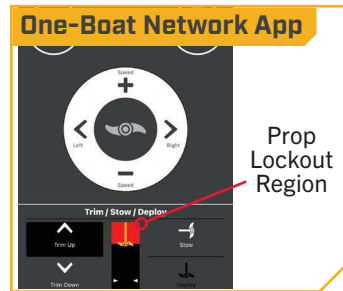 One-Boat Network App
Speed
Left
Right
Speed
Prop
Lockout
Region
Trim / Stow / Deploy
Trim Up
Stow
Trim Down
Deploy